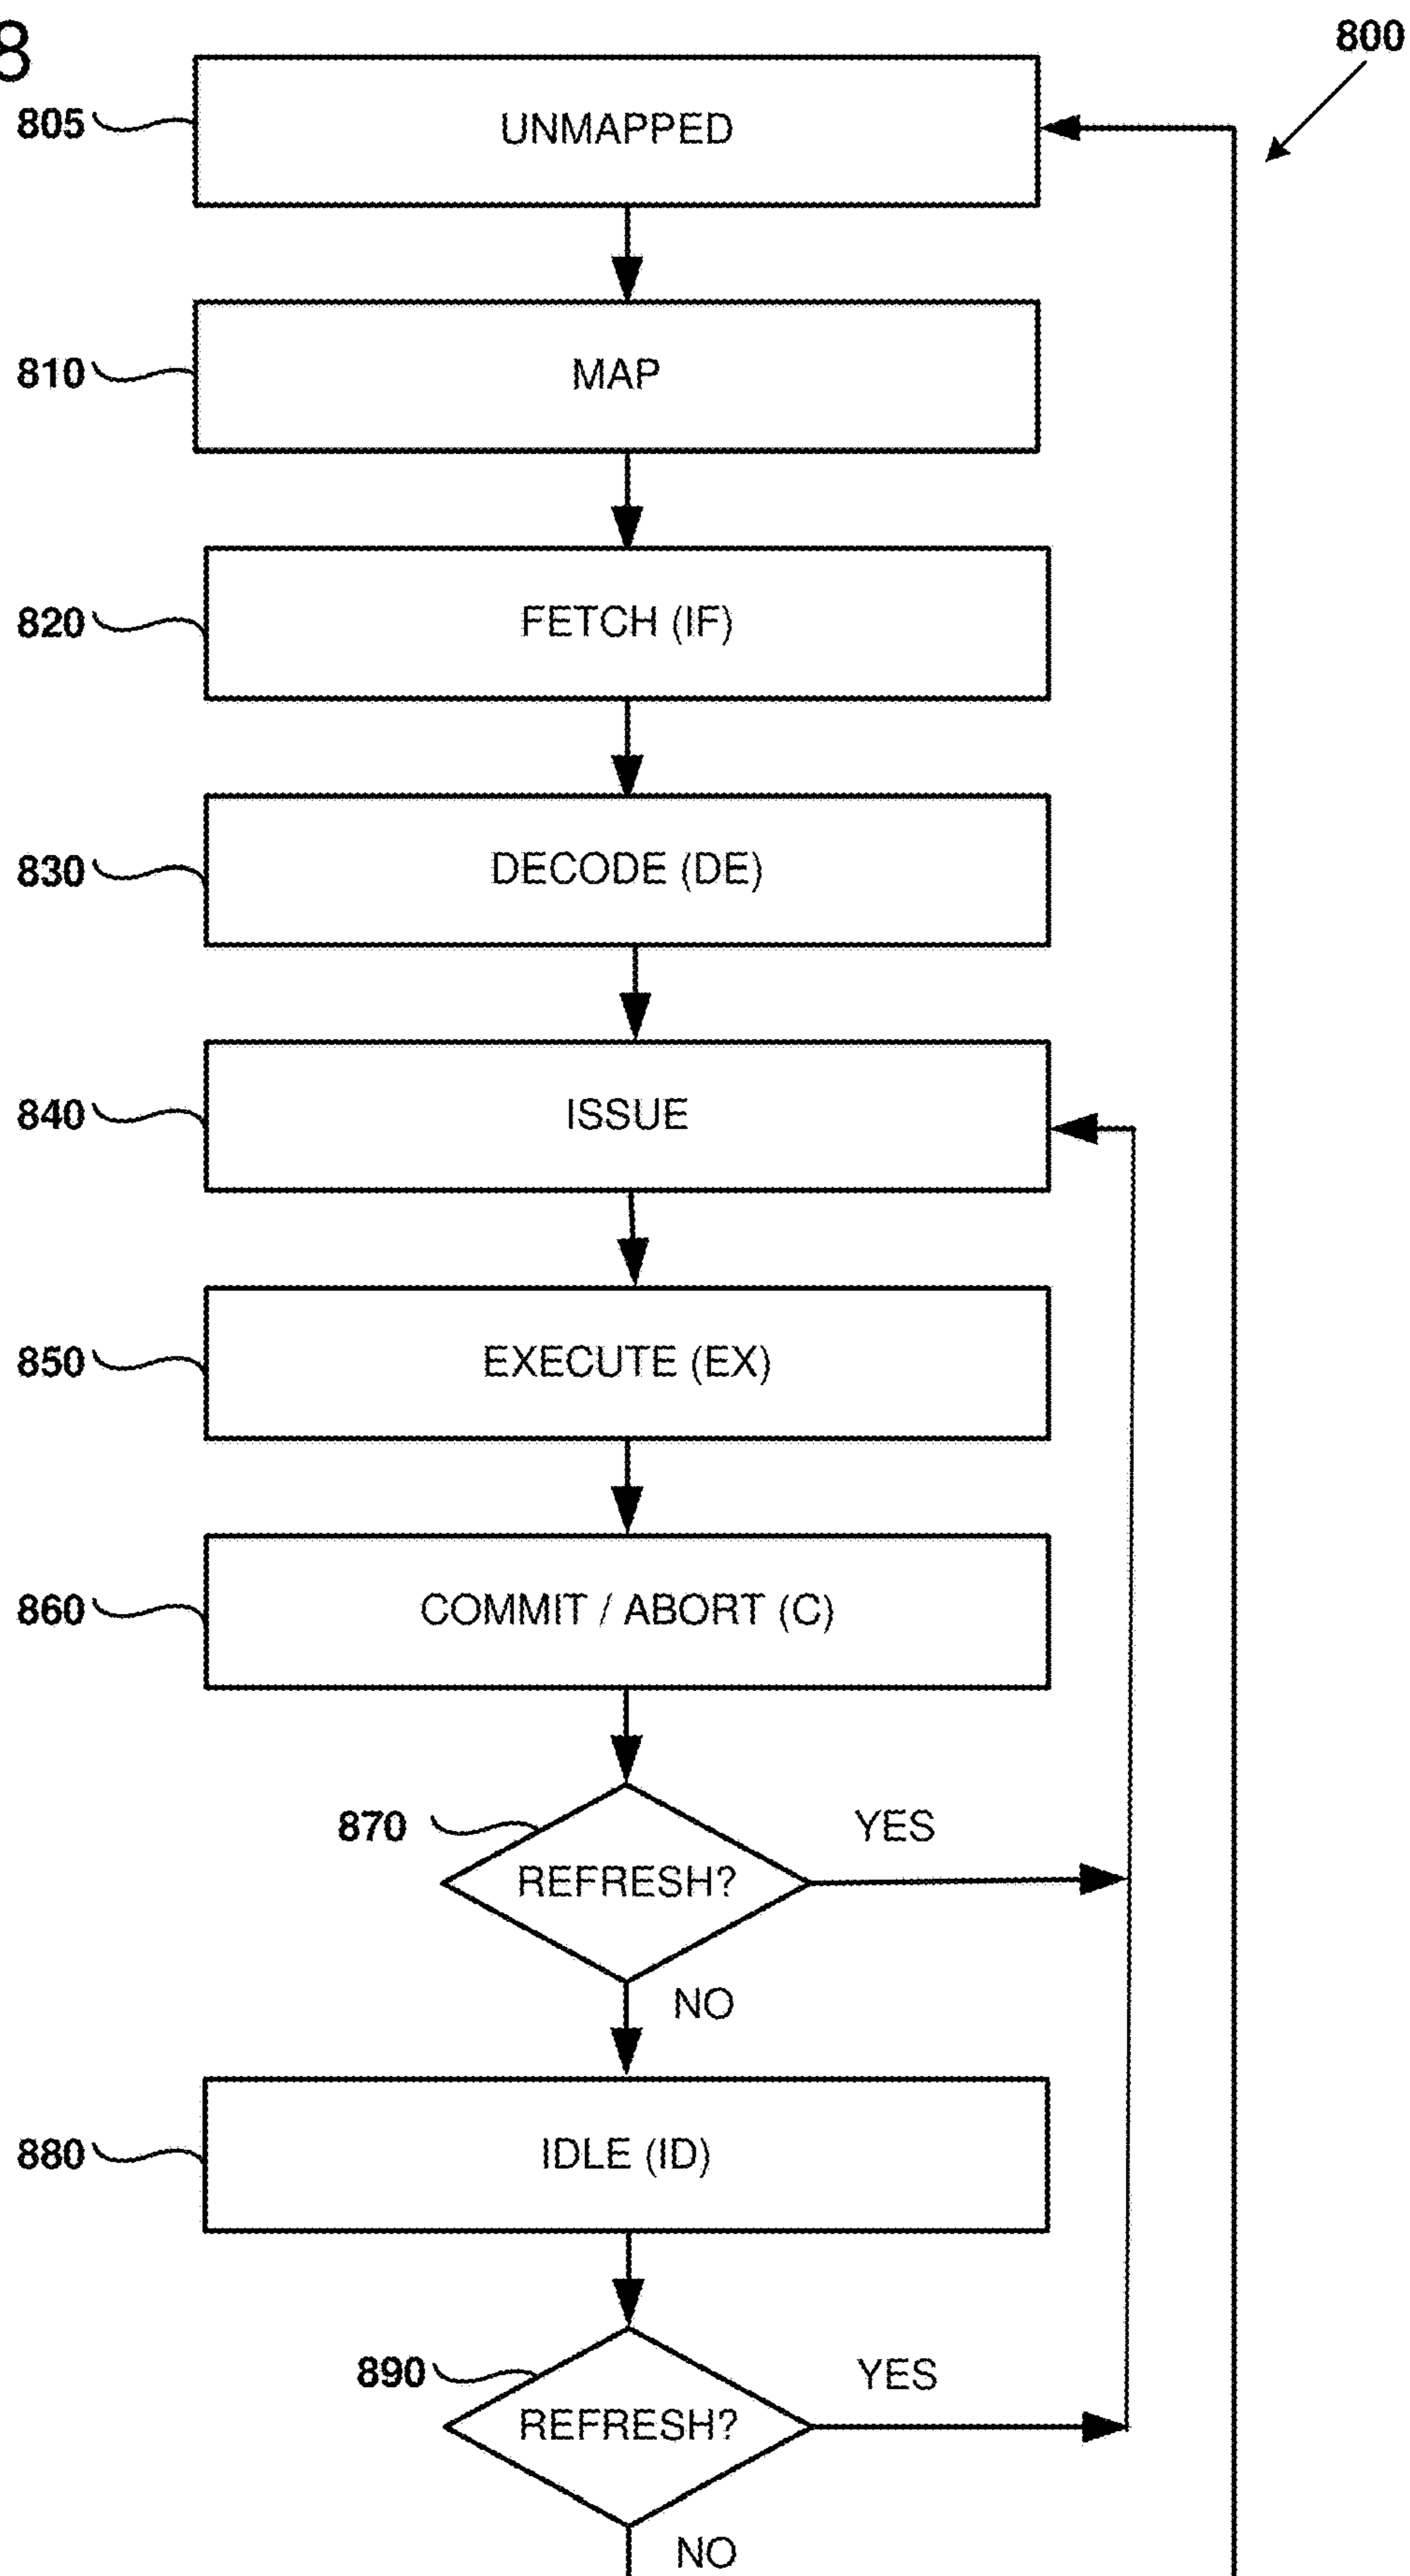 8
800
805
UNMAPPED
810
MAP
820
FETCH (IF)
830
DECODE (DE)
840
ISSUE
850
EXECUTE (EX)
860
COMMIT / ABORT (C)
870
YES
REFRESH?
NO
880
IDLE (ID)
890
YES
REFRESH?
NO